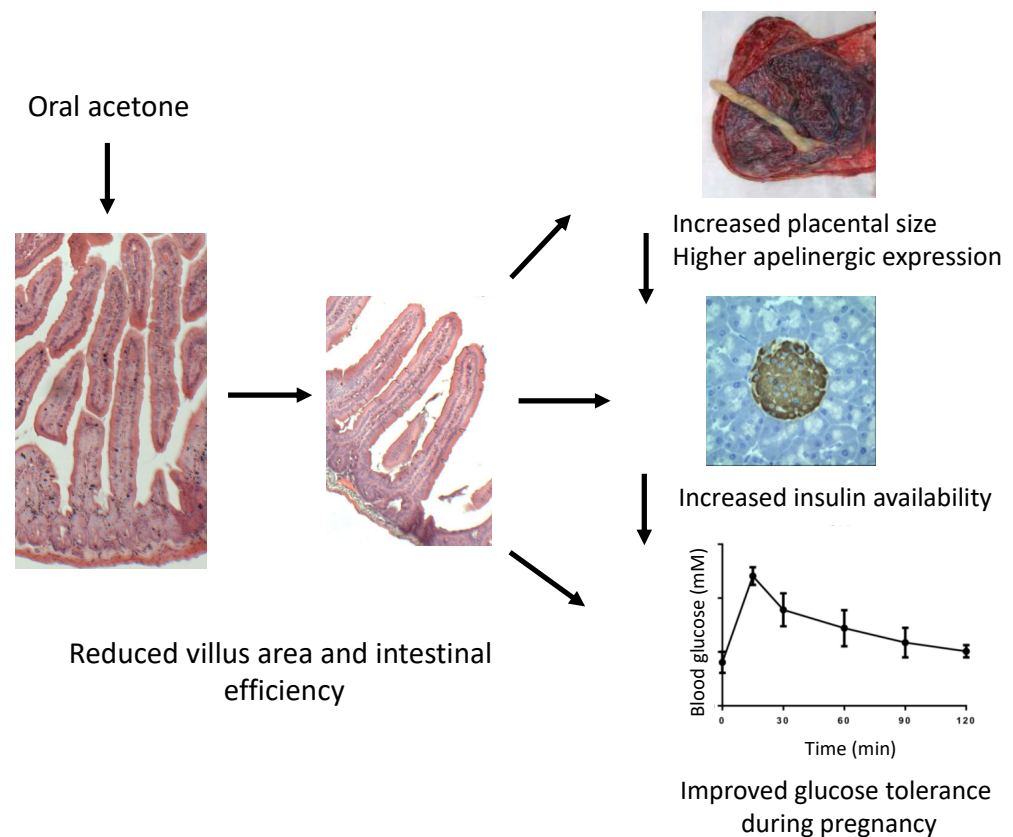 Oral acetone
Increased placental size
Higher apelinergic expression
Increased insulin availability
Reduced villus area and intestinal
efficiency
Blood glucose (mM)
0 30 60 90 120
Time (min)
Improved glucose tolerance
during pregnancy